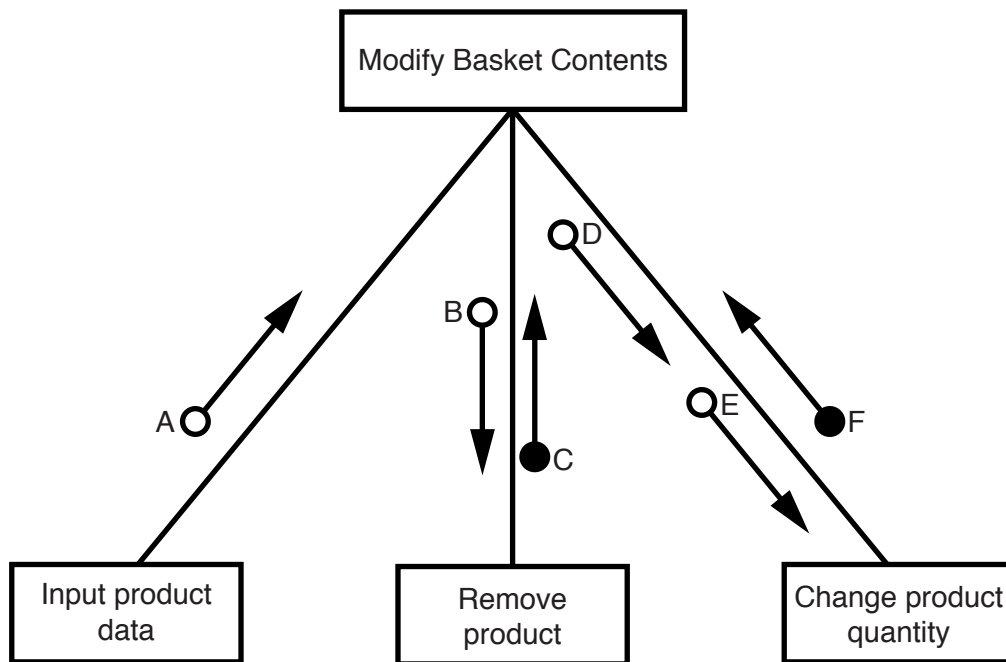 Modify Basket Contents
D
B
A
E
F
C
Input product
data
Remove
product
Change product
quantity